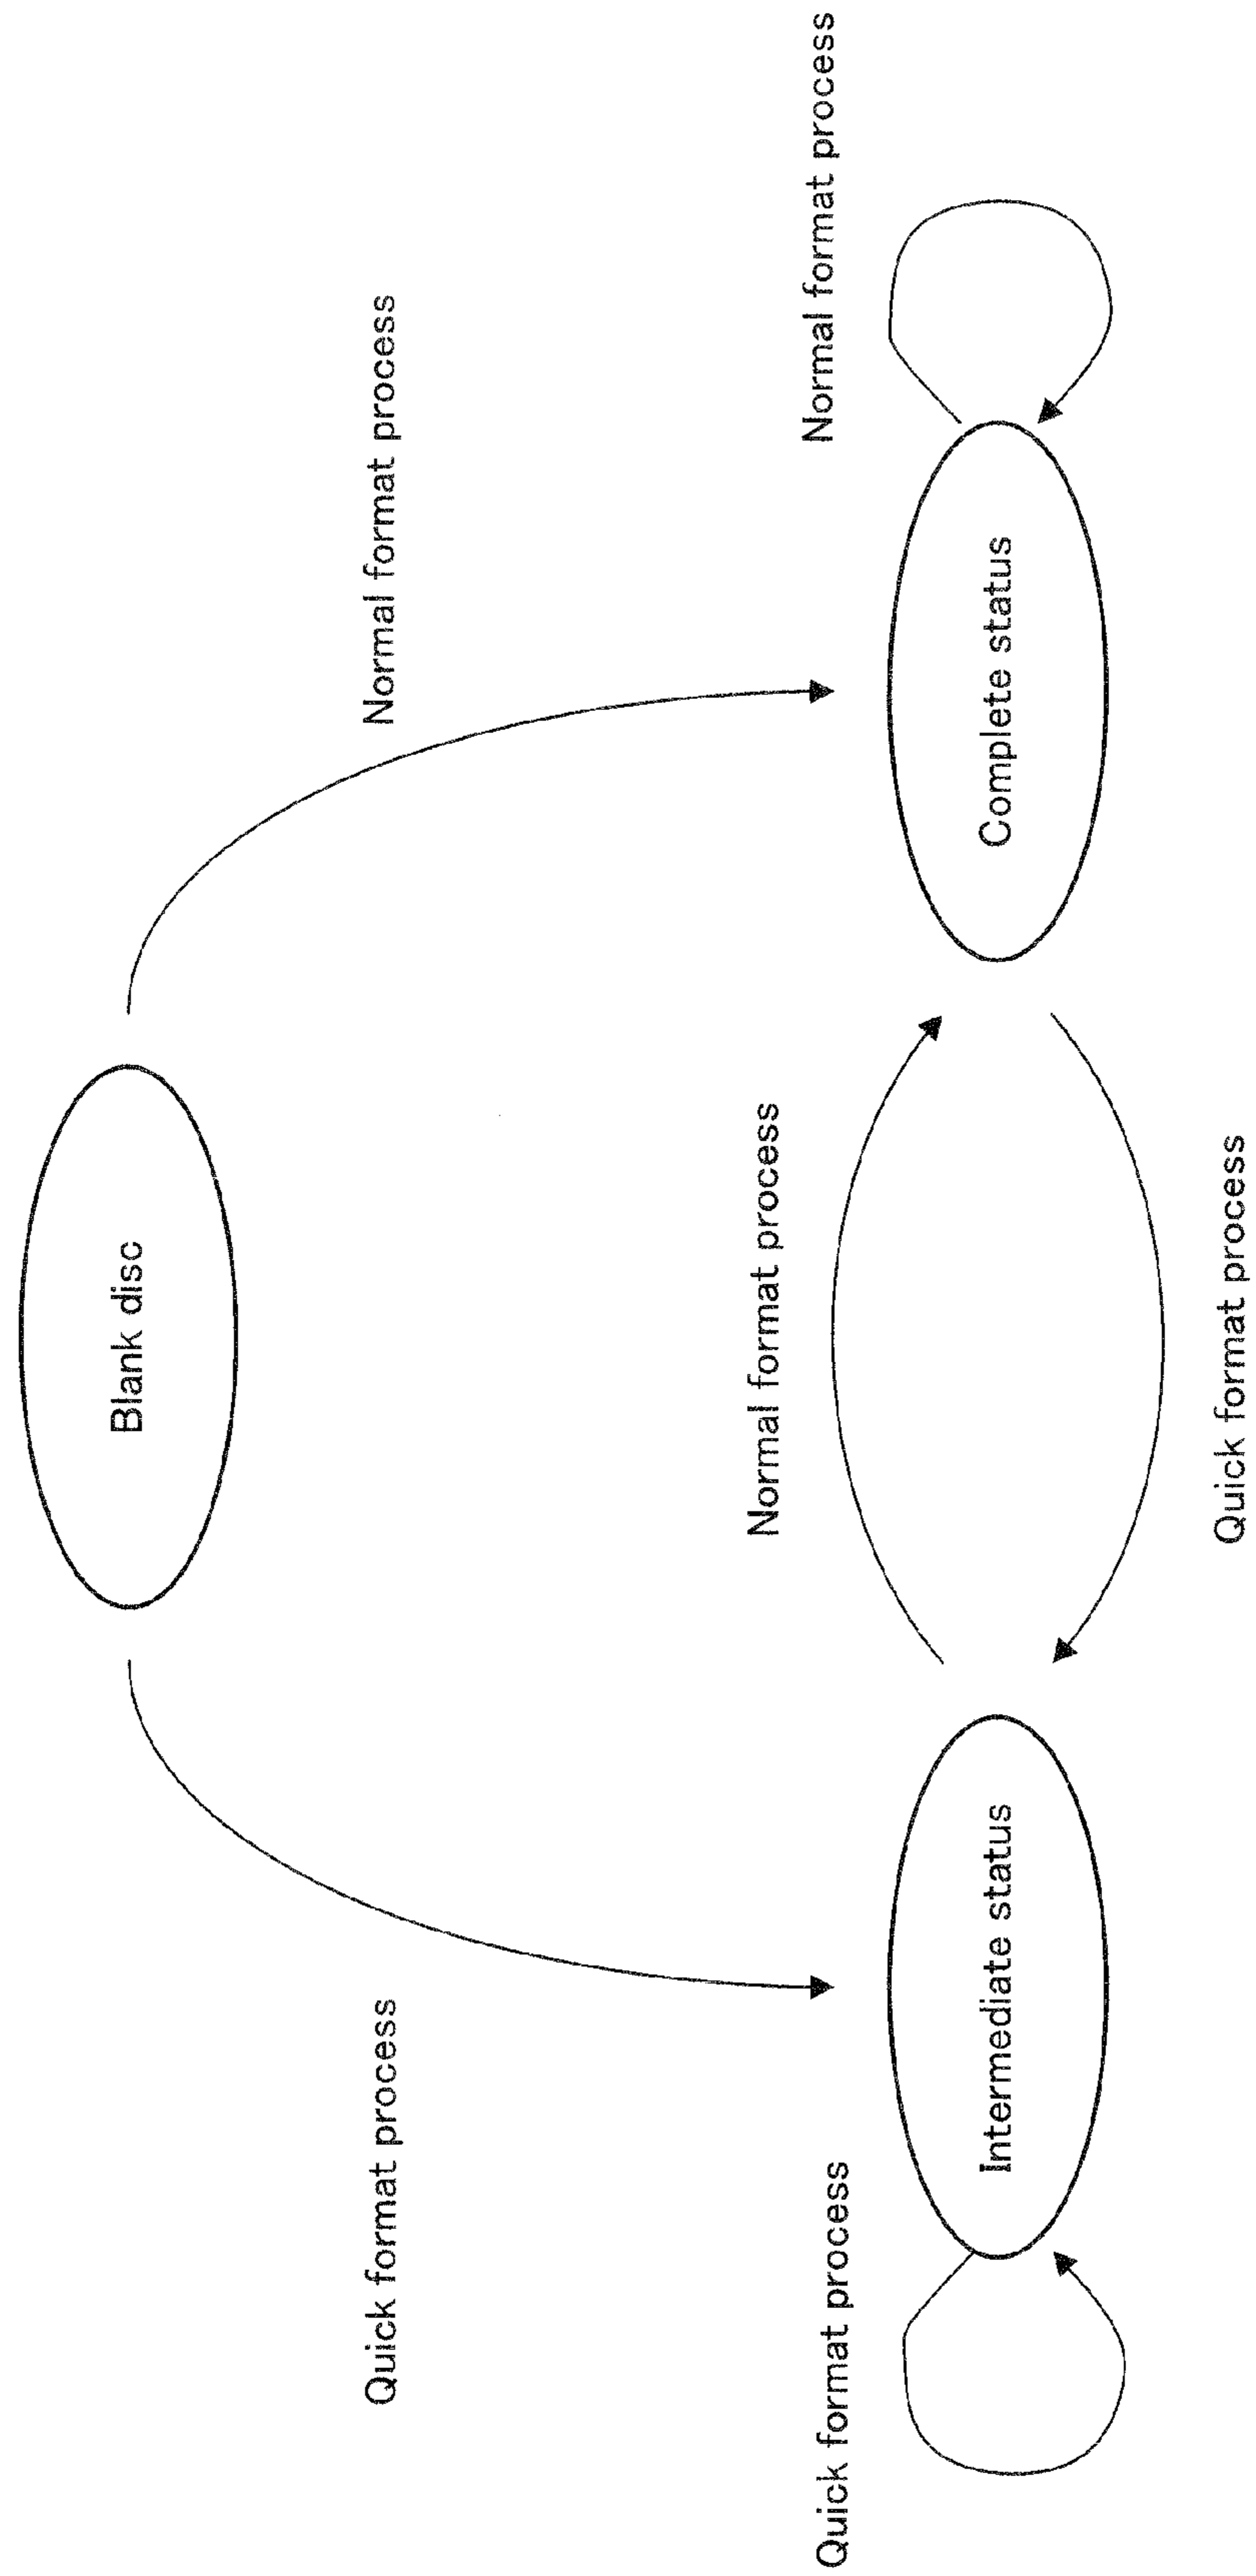 Blank disc
Quick format process
Normal format process
Normal format process
Quick format process
Normal format process
Intermediate status
Complete status
Quick format process